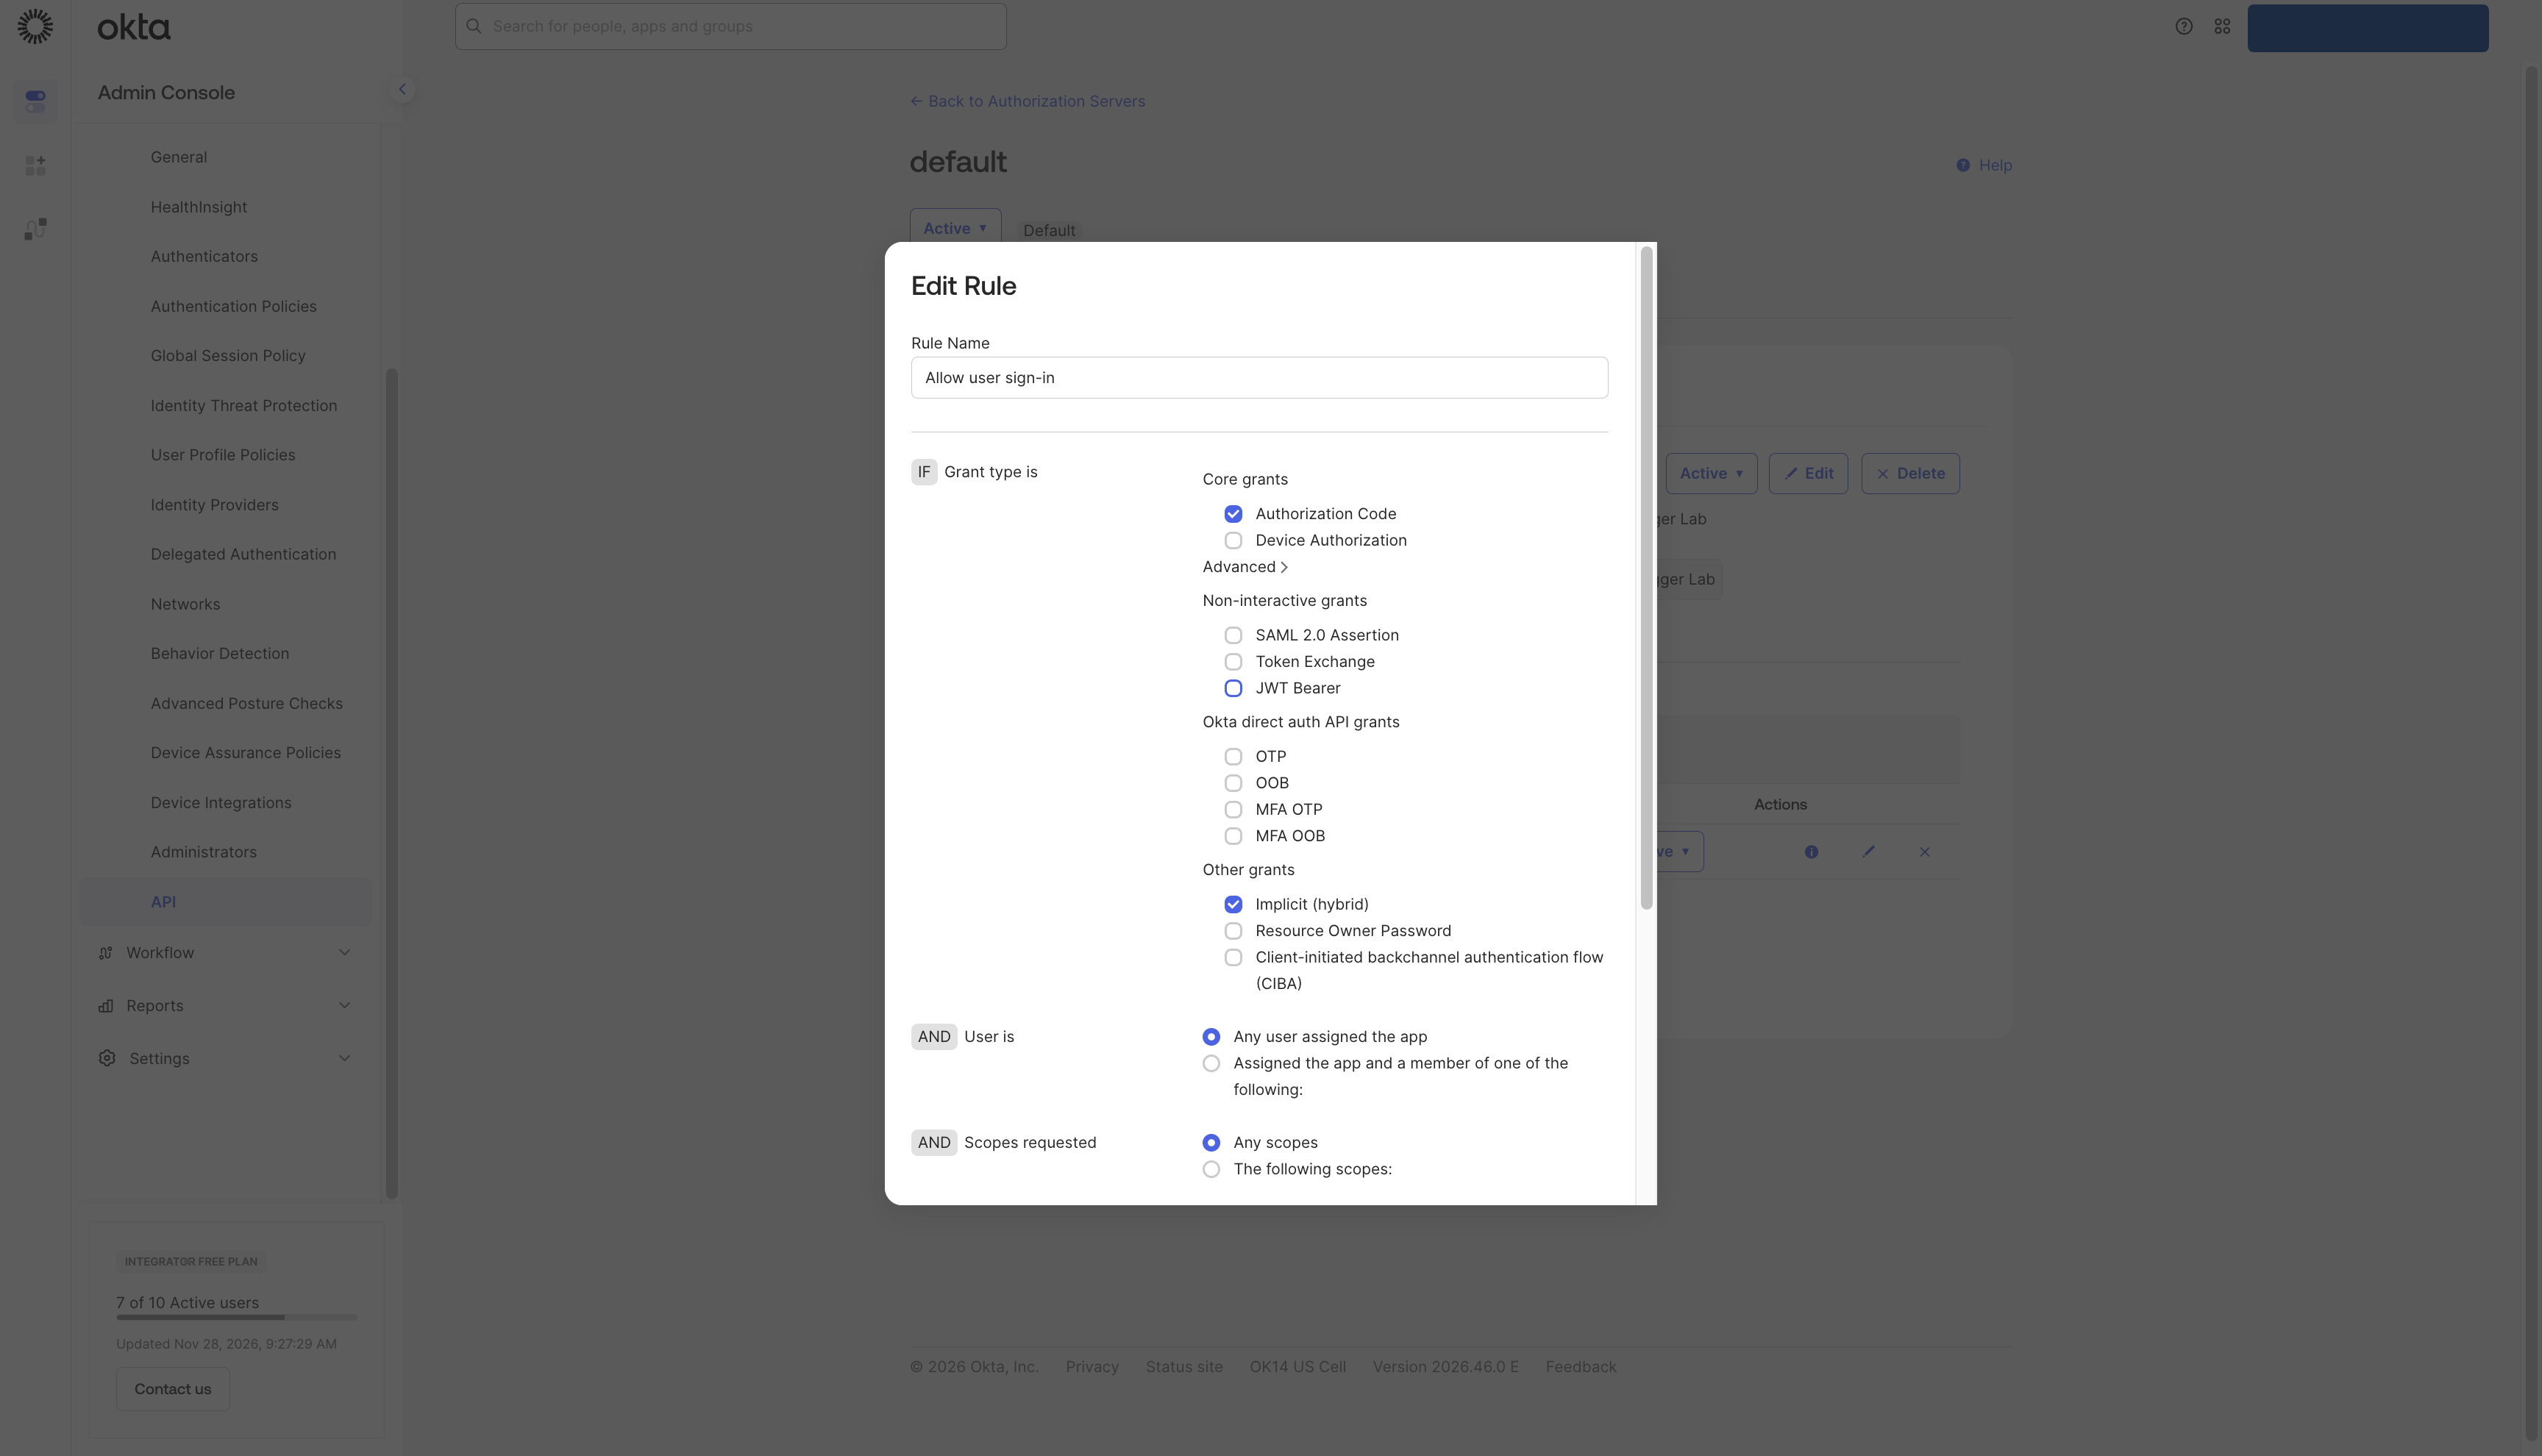 okta
Search for people, apps and groups
Admin Console
General
HealthInsight
Authenticators
Authentication Policies
Global Session Policy
Identity Threat Protection
User Profile Policies
Identity Providers
Delegated Authentication
Networks
Behavior Detection
Advanced Posture Checks
Device Assurance Policies
Device Integrations
Administrators
API
Workflow
Reports
Settings
INTEGRATOR FREE PLAN
7 of 10 Active users
Updated Nov 28, 2026, 9:27:29 AM
Contact us
← Back to Authorization Servers
default
Help
Active
Default
Edit Rule
Rule Name
Allow user sign-in
IF Grant type is
Core grants
Authorization Code
Device Authorization
Advanced
Non-interactive grants
SAML 2.0 Assertion
Token Exchange
JWT Bearer
Okta direct auth API grants
OTP
OOB
MFA OTP
MFA OOB
Other grants
Implicit (hybrid)
Resource Owner Password
Client-initiated backchannel authentication flow
(CIBA)
AND User is
Any user assigned the app
Assigned the app and a member of one of the
following:
AND Scopes requested
Any scopes
The following scopes:
Active Edit Delete
Lab
Lab
Actions
© 2026 Okta, Inc. Privacy Status site OK14 US Cell Version 2026.46.0 E Feedback